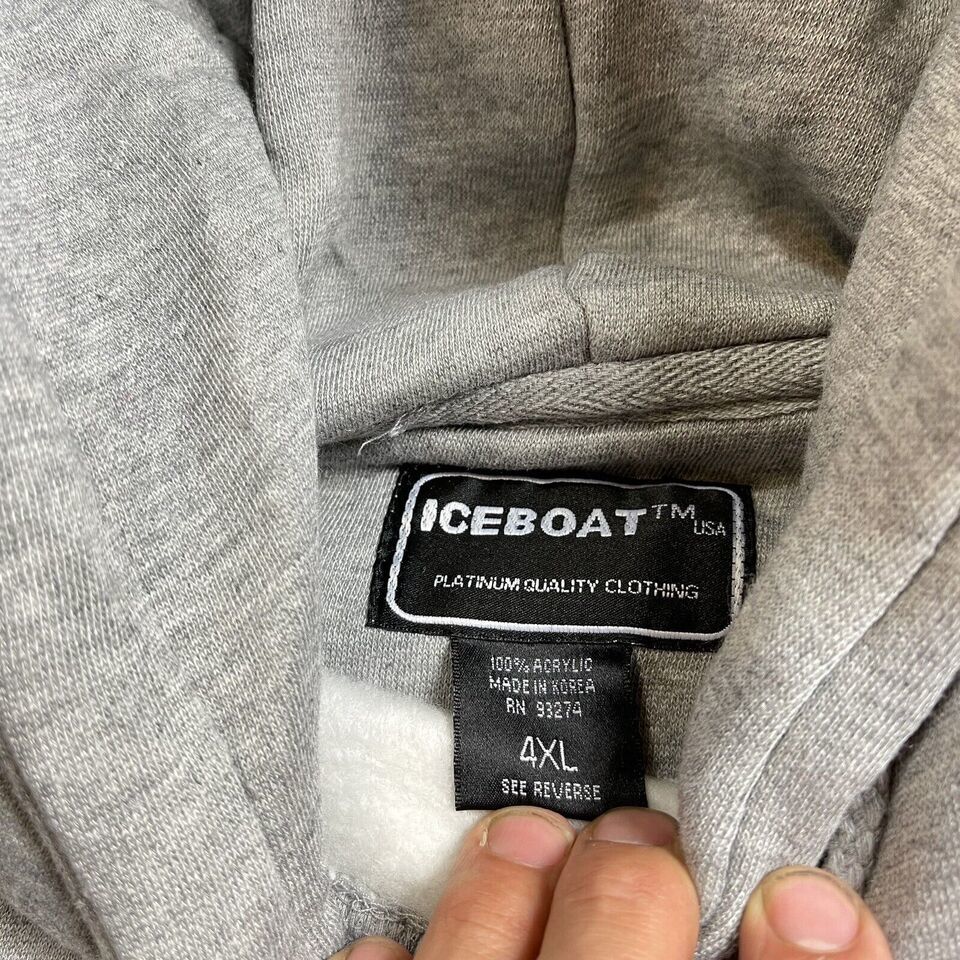 ICEBOAT™ USA
PLATINUM QUALITY CLOTHING
100% ACRYLIC
MADE IN KOREA
RN 93274
4XL
SEE REVERSE